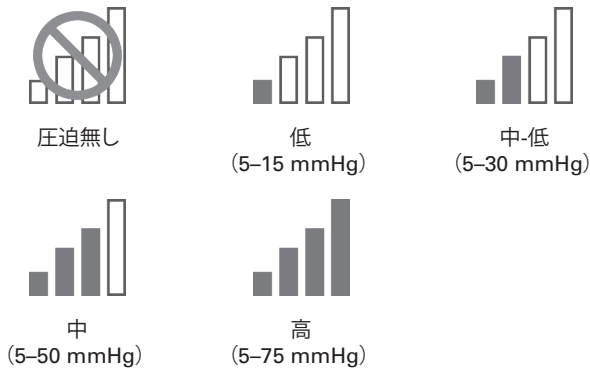 圧迫無し
低
（5–15 mmHg）
中-低
（5–30 mmHg）
中
（5–50 mmHg）
高
（5–75 mmHg）